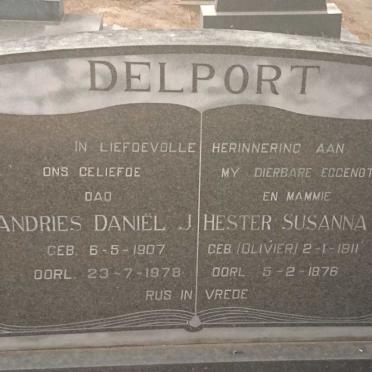 DELPORT
IN LIEFDEVOLLE HERINNERING AAN
ONS GELIEFDE
DAD
ANDRIES DANIËL J.
GEB. 6-5-1907
OORL. 23-7-1978
MY DIERBARE EGGENOT
EN MAMMIE
HESTER SUSANNA
GEB. (OLIVIER) 2-1-1911
OORL. 5-2-1876
RUS IN VREDE